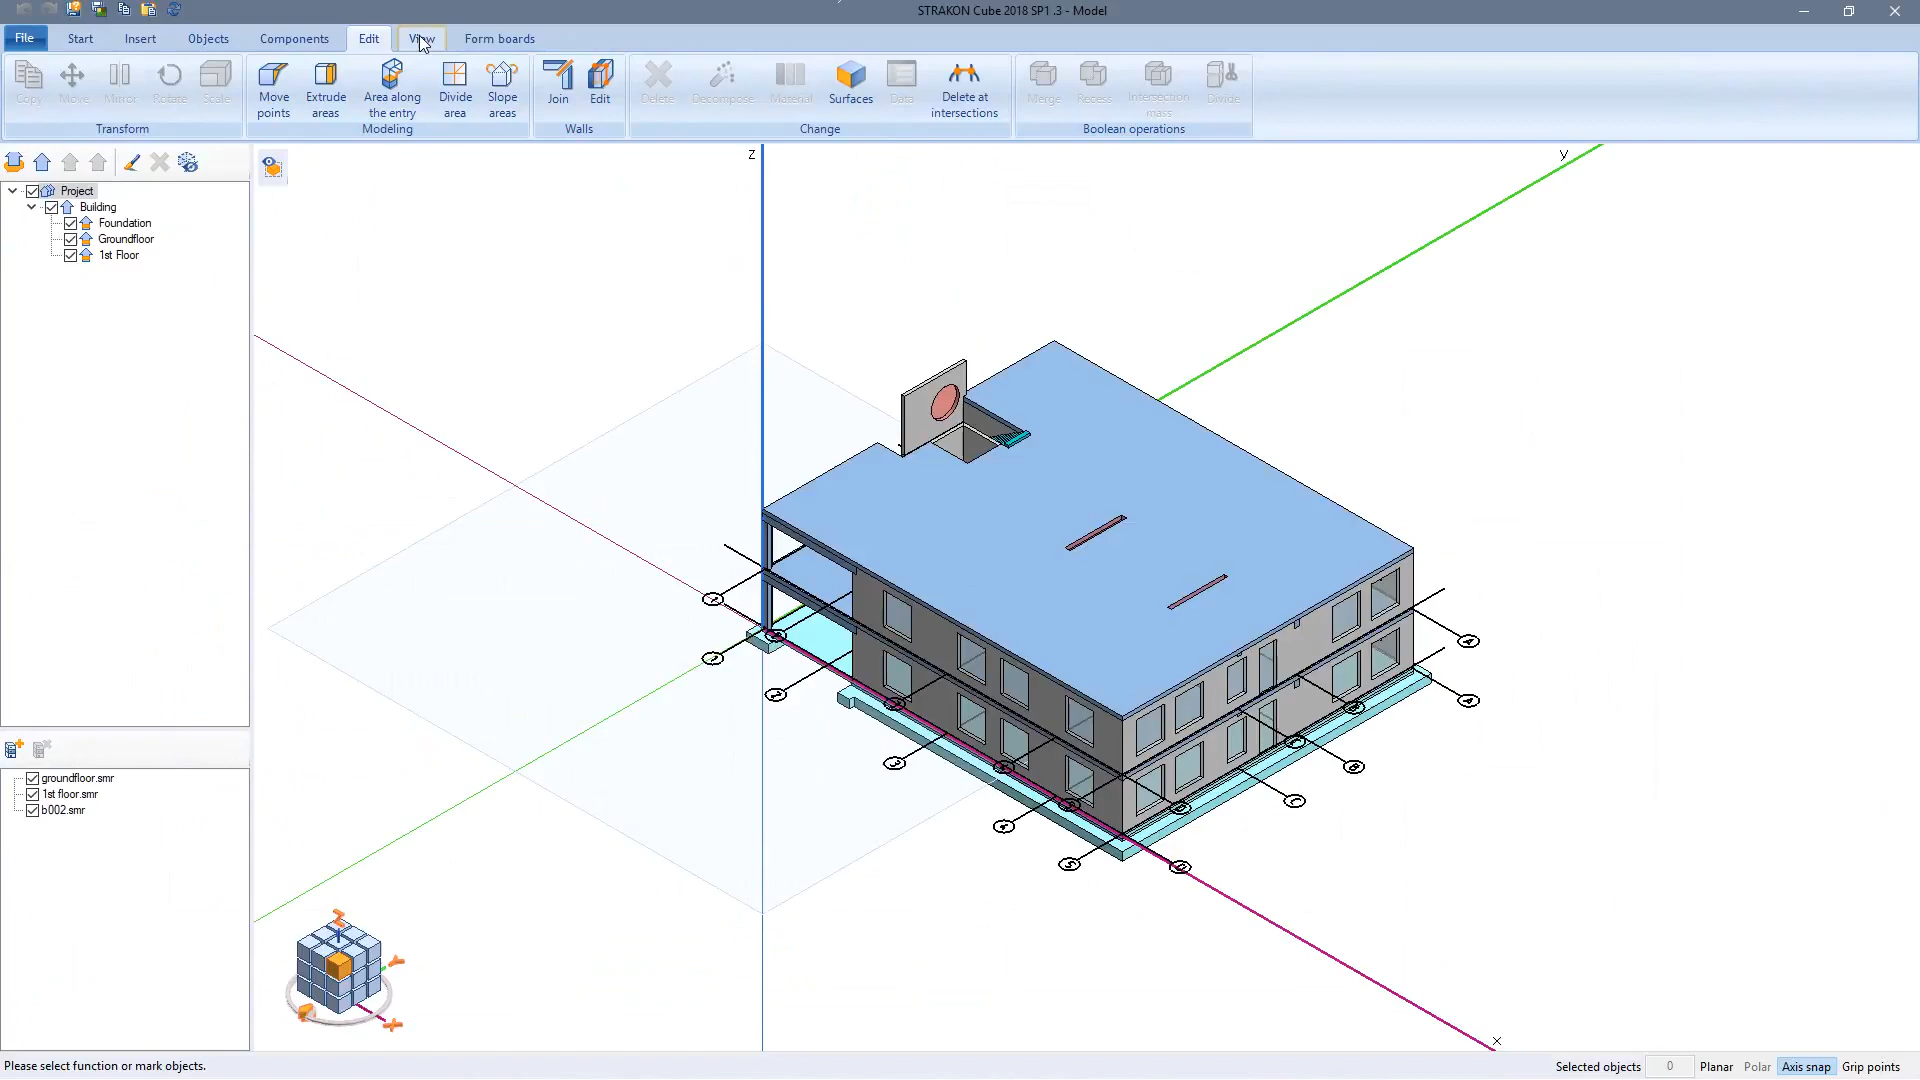 STRAKON Cube 2018 SP1 .3 - Model
File Start Insert Objects Components Edit View Form boards
Copy Move Mirror Rotate Scale
Transform
Move points
Extrude areas
Area along the entry
Divide area
Slope areas
Modeling
Join Edit
Walls
Delete Decompose Material Surfaces Data
Delete at intersections
Change
Merge Recess
Intersection mass
Divide
Boolean operations
Project
Building
Foundation
Groundfloor
1st Floor
groundfloor.smr
1st floor.smr
b002.smr
z
y
x
Please select function or mark objects.
Selected objects 0 Planar Polar Axis snap Grip points